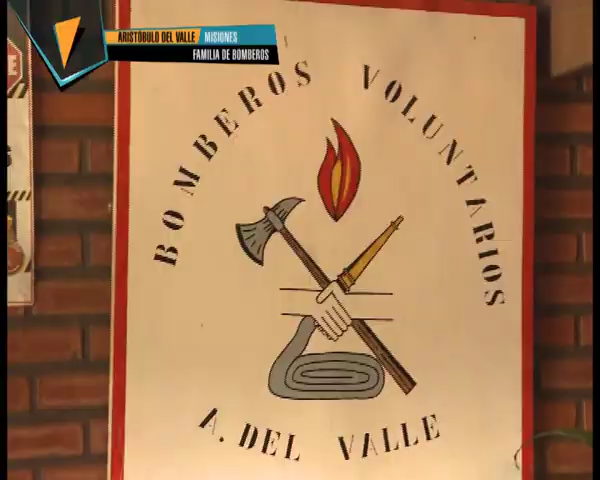 ARISTÓBULO DEL VALLE MISIONES
FAMILIA DE BOMBEROS
BOMBEROS VOLUNTARIOS
A. DEL VALLE